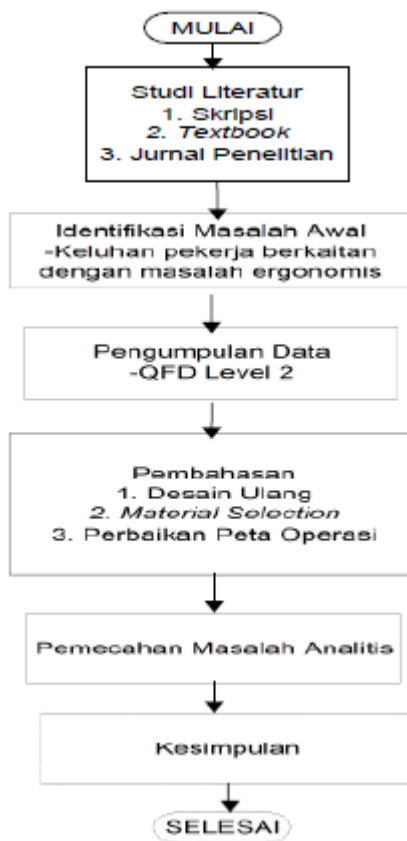 MULAI
Studi Literatur
1. Skripsi
2. Textbook
3. Jurnal Penelitian
Identifikasi Masalah Awal
-Keluhan pekerja berkaitan
dengan masalah ergonomis
Pengumpulan Data
-QFD Level 2
Pembahasan
1. Desain Ulang
2. Material Selection
3. Perbaikan Peta Operasi
Pemecahan Masalah Analitis
Kesimpulan
SELESAI